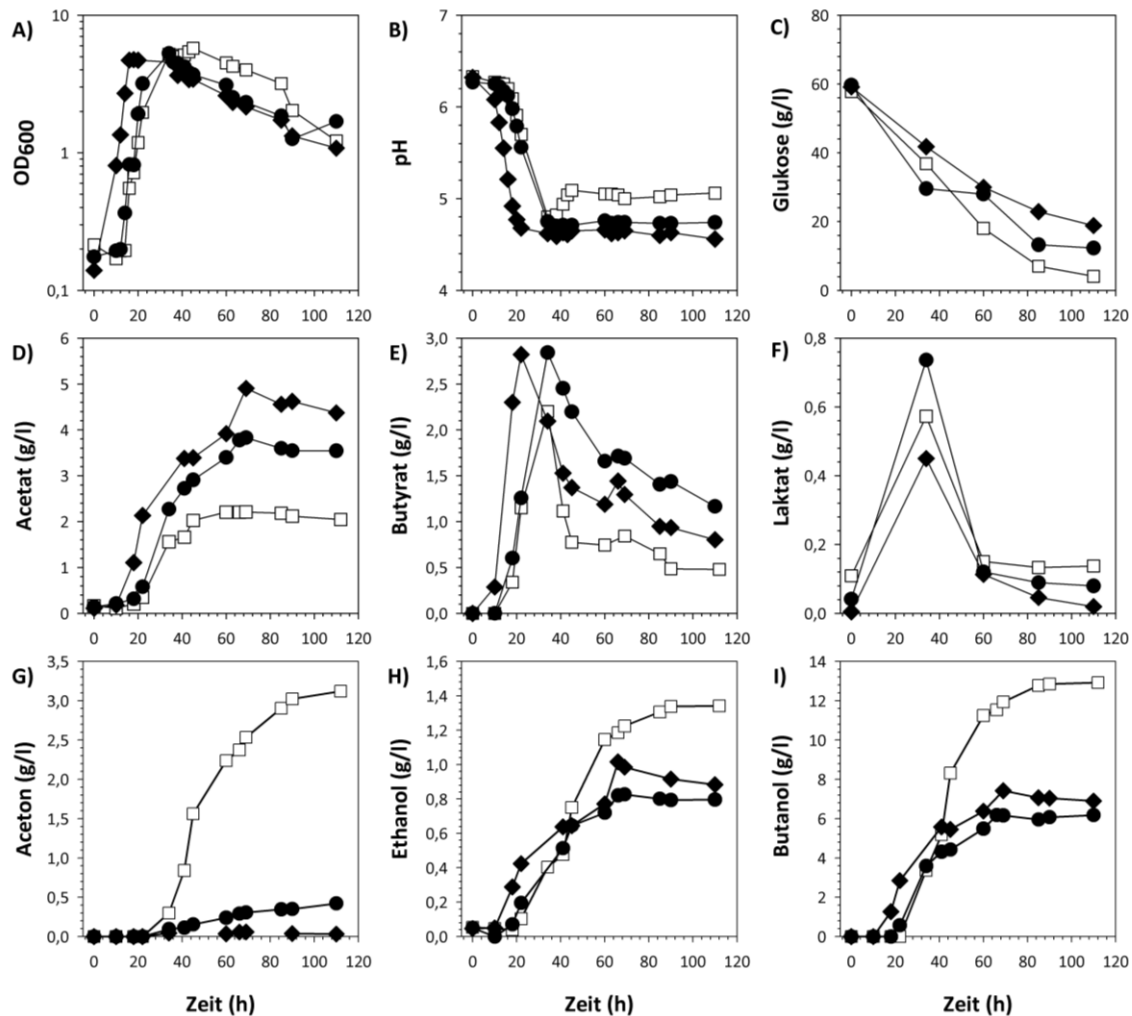 A) B) C)
OD600
10
1
0,1
0 20 40 60 80 100 120
pH
7
6
5
4
0 20 40 60 80 100 120
Glukose (g/l)
80
60
40
20
0
0 20 40 60 80 100 120
D) E) F)
Acetat (g/l)
6
5
4
3
2
1
0
0 20 40 60 80 100 120
Butyrat (g/l)
3,0
2,5
2,0
1,5
1,0
0,5
0,0
0 20 40 60 80 100 120
Laktat (g/l)
0,8
0,6
0,4
0,2
0,0
0 20 40 60 80 100 120
G) H) I)
Aceton (g/l)
3,5
3,0
2,5
2,0
1,5
1,0
0,5
0,0
0 20 40 60 80 100 120
Zeit (h)
Ethanol (g/l)
1,6
1,4
1,2
1,0
0,8
0,6
0,4
0,2
0,0
0 20 40 60 80 100 120
Zeit (h)
Butanol (g/l)
14
12
10
8
6
4
2
0
0 20 40 60 80 100 120
Zeit (h)